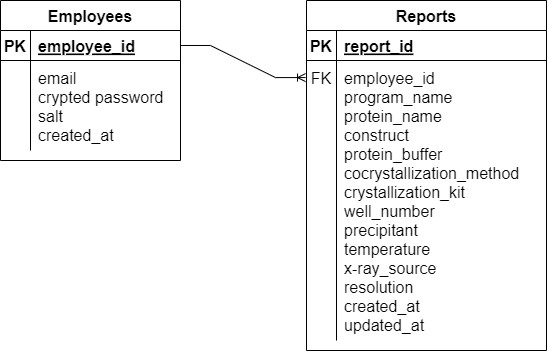 Employees
PK employee_id
email
crypted password
salt
created_at
Reports
PK report_id
FK employee_id
program_name
protein_name
construct
protein_buffer
cocrystallization_method
crystallization_kit
well_number
precipitant
temperature
x-ray_source
resolution
created_at
updated_at